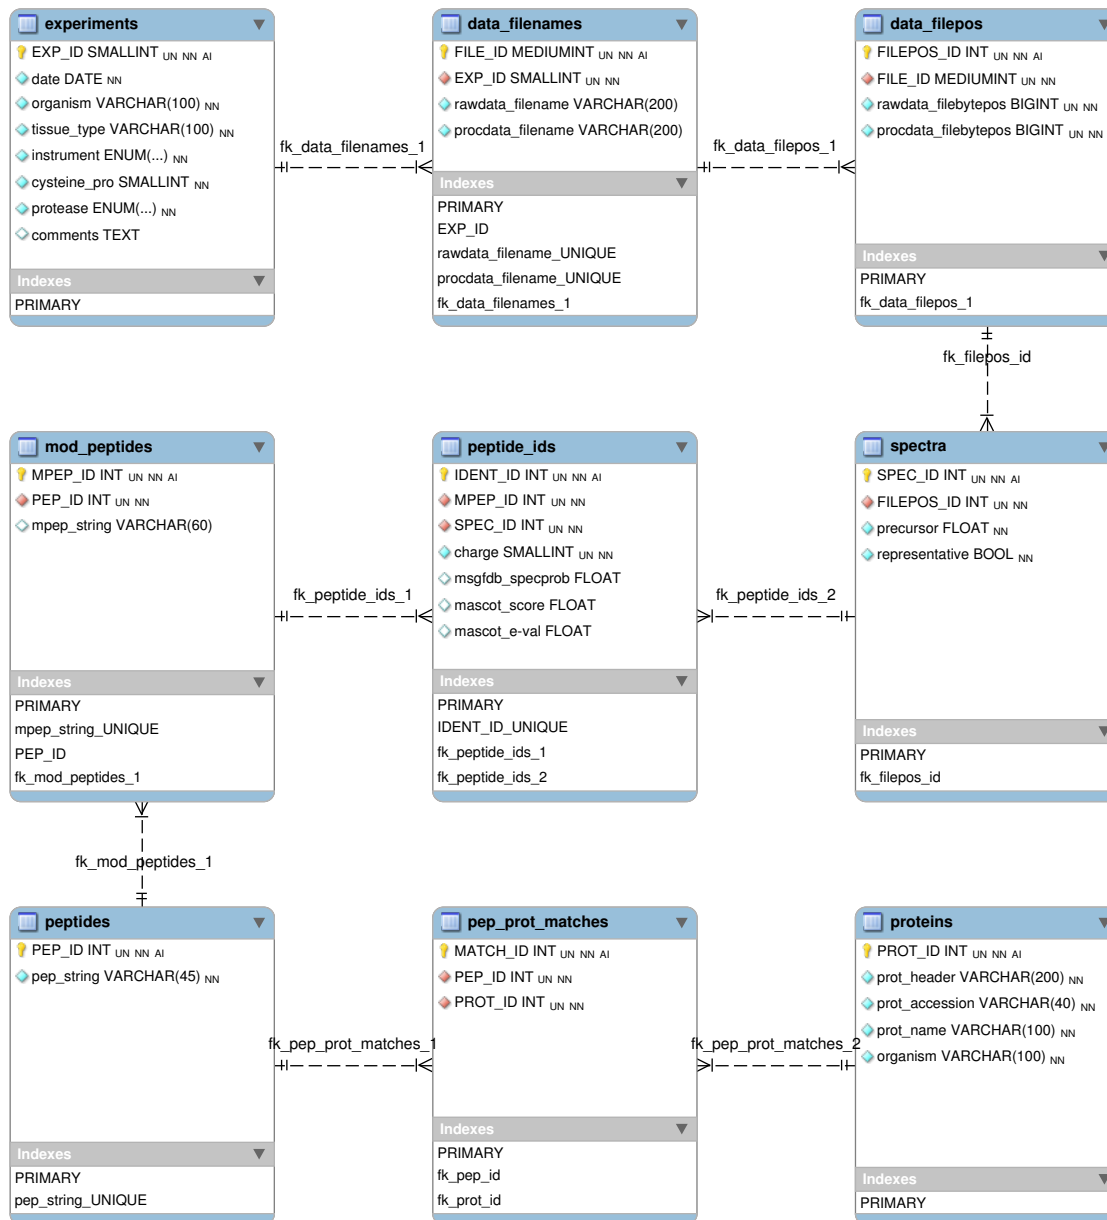 experiments
EXP_ID SMALLINT UN NN AI
date DATE NN
organism VARCHAR(100) NN
tissue_type VARCHAR(100) NN
instrument ENUM(...) NN
cysteine_pro SMALLINT NN
protease ENUM(...) NN
comments TEXT
Indexes
PRIMARY
fk_data_filenames_1
data_filenames
FILE_ID MEDIUMINT UN NN AI
EXP_ID SMALLINT UN NN
rawdata_filename VARCHAR(200)
procdata_filename VARCHAR(200)
Indexes
PRIMARY
EXP_ID
rawdata_filename_UNIQUE
procdata_filename_UNIQUE
fk_data_filenames_1
fk_data_filepos_1
data_filepos
FILEPOS_ID INT UN NN AI
FILE_ID MEDIUMINT UN NN
rawdata_filebytepos BIGINT UN NN
procdata_filebytepos BIGINT UN NN
Indexes
PRIMARY
fk_data_filepos_1
fk_filepos_id
mod_peptides
MPEP_ID INT UN NN AI
PEP_ID INT UN NN
mpep_string VARCHAR(60)
Indexes
PRIMARY
mpep_string_UNIQUE
PEP_ID
fk_mod_peptides_1
fk_peptide_ids_1
peptide_ids
IDENT_ID INT UN NN AI
MPEP_ID INT UN NN
SPEC_ID INT UN NN
charge SMALLINT UN NN
msgfdb_specprob FLOAT
mascot_score FLOAT
mascot_e-val FLOAT
Indexes
PRIMARY
IDENT_ID_UNIQUE
fk_peptide_ids_1
fk_peptide_ids_2
fk_peptide_ids_2
spectra
SPEC_ID INT UN NN AI
FILEPOS_ID INT UN NN
precursor FLOAT NN
representative BOOL NN
Indexes
PRIMARY
fk_filepos_id
fk_mod_peptides_1
peptides
PEP_ID INT UN NN AI
pep_string VARCHAR(45) NN
Indexes
PRIMARY
pep_string_UNIQUE
fk_pep_prot_matches_1
pep_prot_matches
MATCH_ID INT UN NN AI
PEP_ID INT UN NN
PROT_ID INT UN NN
Indexes
PRIMARY
fk_pep_id
fk_prot_id
fk_pep_prot_matches_2
proteins
PROT_ID INT UN NN AI
prot_header VARCHAR(200) NN
prot_accession VARCHAR(40) NN
prot_name VARCHAR(100) NN
organism VARCHAR(100) NN
Indexes
PRIMARY